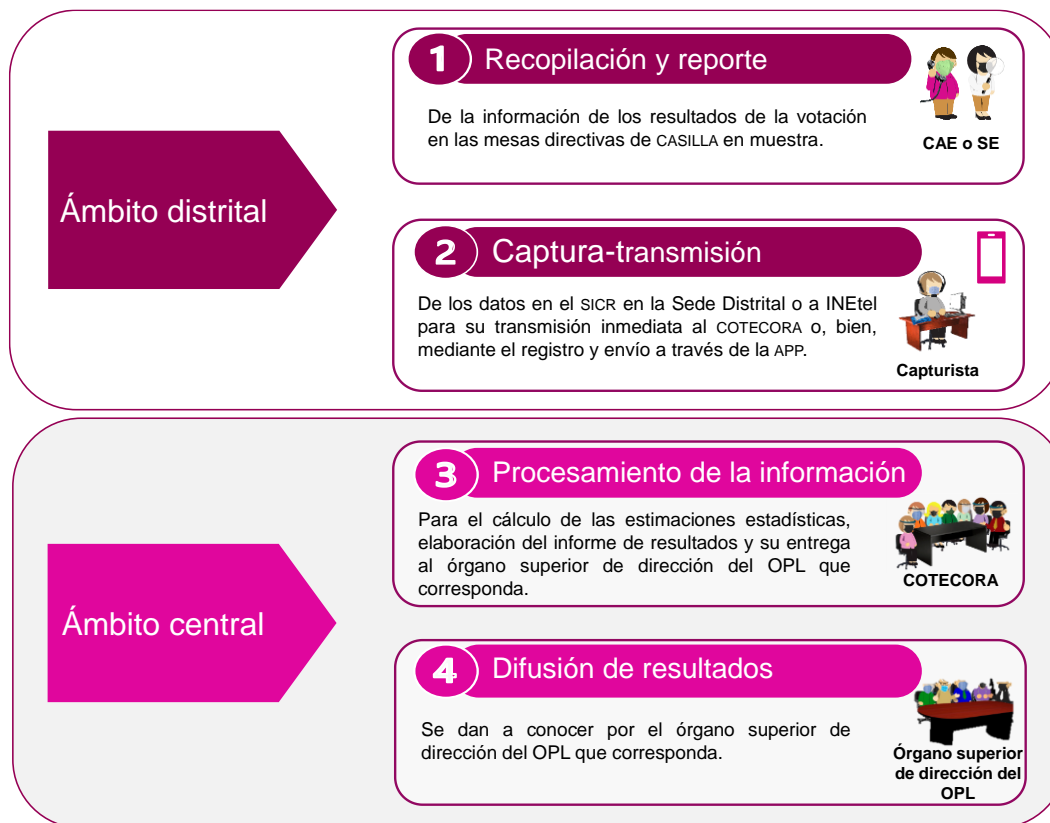 Ámbito distrital
1 Recopilación y reporte
De la información de los resultados de la votación
en las mesas directivas de CASILLA en muestra.
CAE o SE
2 Captura-transmisión
De los datos en el SICR en la Sede Distrital o a INEtel
para su transmisión inmediata al COTECORA o, bien,
mediante el registro y envío a través de la APP.
Capturista
Ámbito central
3 Procesamiento de la información
Para el cálculo de las estimaciones estadísticas,
elaboración del informe de resultados y su entrega
al órgano superior de dirección del OPL que
corresponda.
COTECORA
4 Difusión de resultados
Se dan a conocer por el órgano superior de
dirección del OPL que corresponda.
Órgano superior
de dirección del
OPL